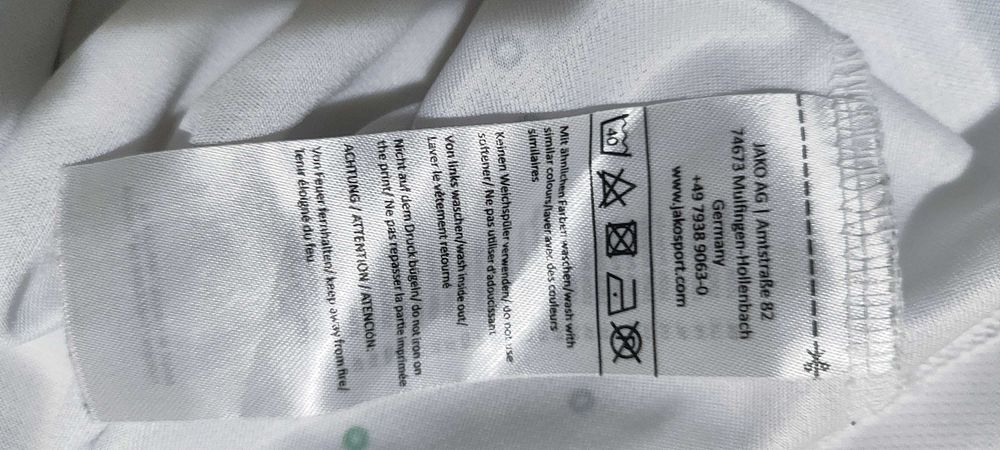 JAKO AG | Amtstraße 82
74673 Mulfingen-Hollenbach
Germany
+49 7938 9063-0
www.jakosport.com
40
Mit ähnlichen Farben waschen/wash with
similar colours/laver avec des couleurs
similaires
Keinen Weichspüler verwenden/ do not use
softener/ Ne pas utiliser d'adoucissant
Von links waschen/wash inside out/
Laver le vêtement retourné
Nicht auf dem Druck bügeln/ do not iron on
the print/ Ne pas repasser la partie imprimée
ACHTUNG / ATTENTION / ATENCIÓN:
Von Feuer fernhalten/ keep away from fire/
Tenir éloigné du feu